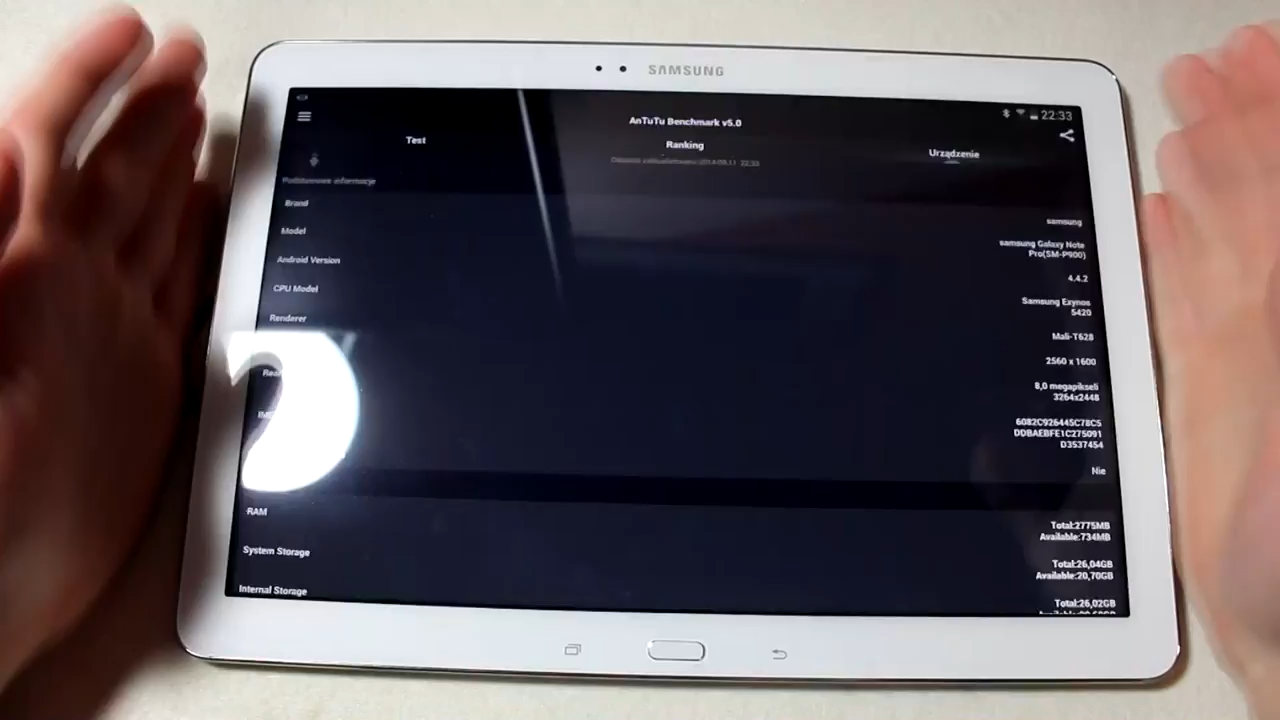 SAMSUNG
22:33
AnTuTu Benchmark v5.0
Test
Ranking
Urządzenie
Podstawowe informacje
Brand
samsung
Model
samsung Galaxy Note
Pro(SM-P900)
Android Version
4.4.2
CPU Model
Samsung Exynos
5420
Renderer
Mali-T628
2560 x 1600
8,0 megapikseli
3264x2448
6082C926445C78C5
DDBAEBFE1C275091
D3537454
Nie
RAM
Total:2775MB
Available:734MB
System Storage
Total:26,04GB
Available:20,70GB
Internal Storage
Total:26,02GB